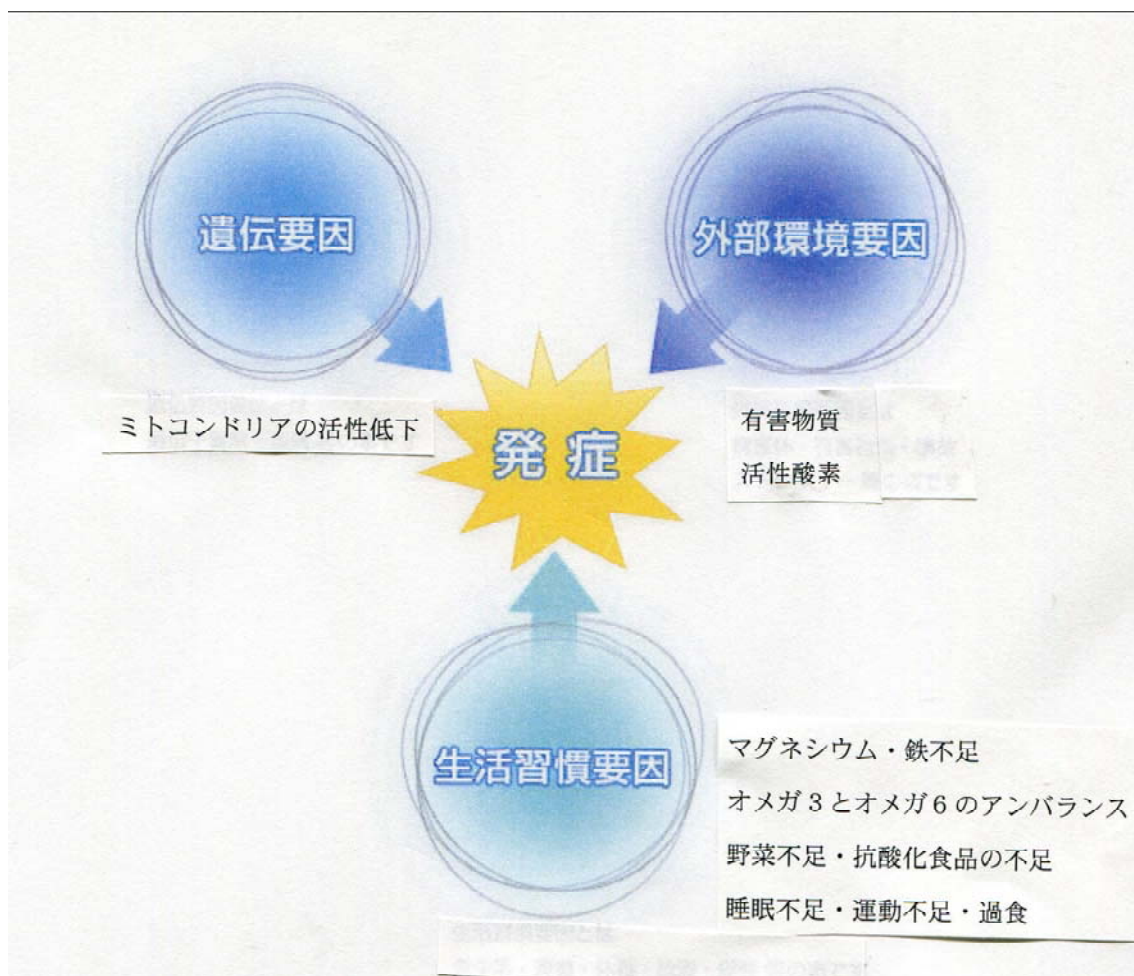 遺伝要因
外部環境要因
ミトコンドリアの活性低下
発症
有害物質
活性酸素
生活習慣要因
マグネシウム・鉄不足
オメガ3とオメガ6のアンバランス
野菜不足・抗酸化食品の不足
睡眠不足・運動不足・過食